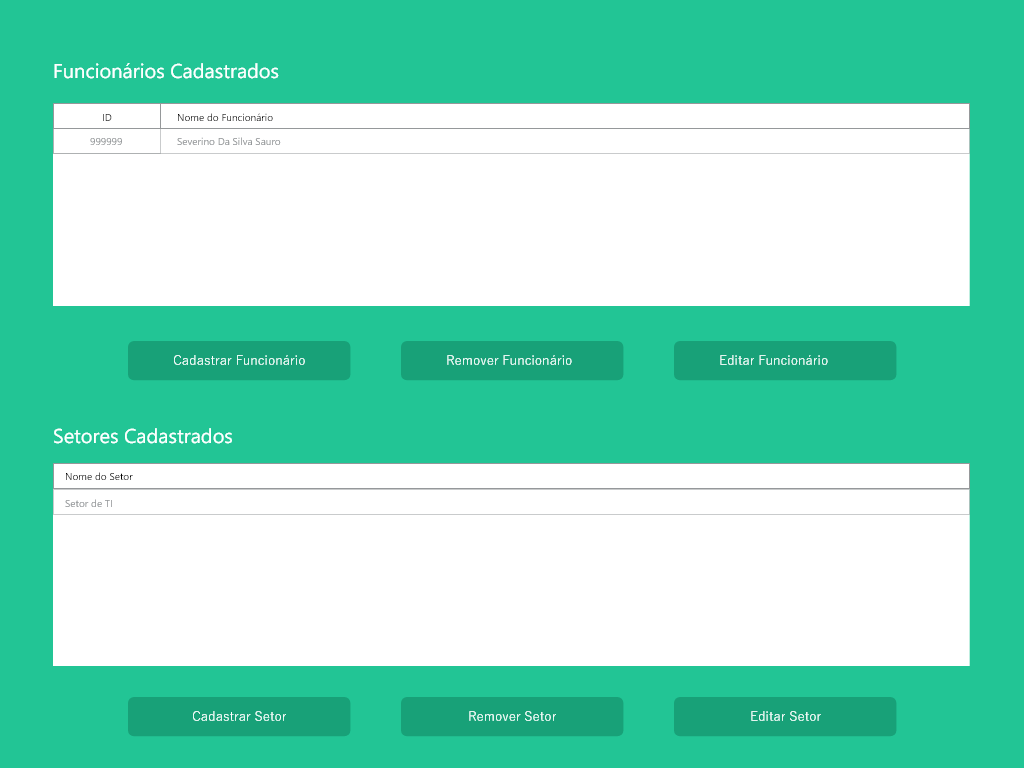 Funcionários Cadastrados
ID Nome do Funcionário
999999 Severino Da Silva Sauro
Cadastrar Funcionário Remover Funcionário Editar Funcionário
Setores Cadastrados
Nome do Setor
Setor de TI
Cadastrar Setor Remover Setor Editar Setor